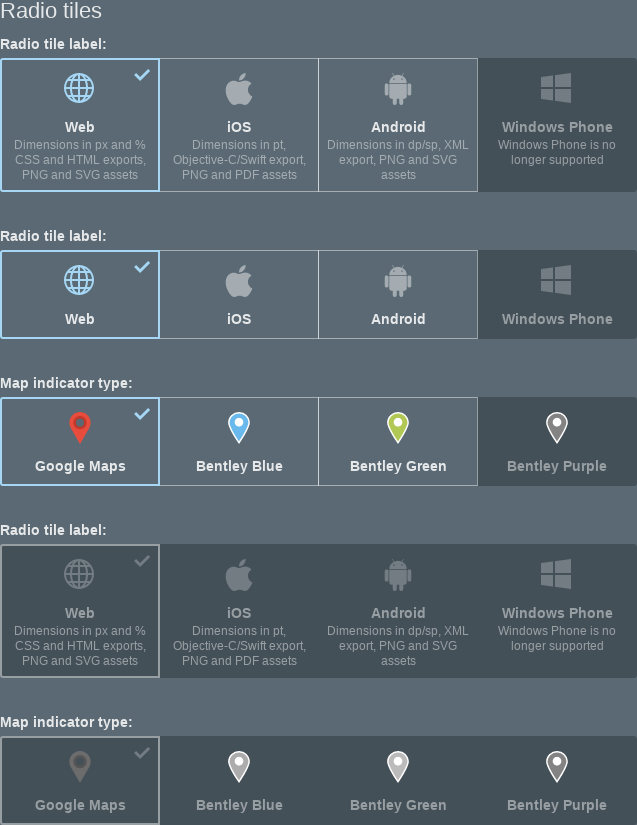 Radio tiles
Radio tile label:
Web
Dimensions in px and %
CSS and HTML exports,
PNG and SVG assets
iOS
Dimensions in pt,
Objective-C/Swift export,
PNG and PDF assets
Android
Dimensions in dp/sp, XML
export, PNG and SVG
assets
Windows Phone
Windows Phone is no
longer supported
Radio tile label:
Web
iOS
Android
Windows Phone
Map indicator type:
Google Maps
Bentley Blue
Bentley Green
Bentley Purple
Radio tile label:
Web
Dimensions in px and %
CSS and HTML exports,
PNG and SVG assets
iOS
Dimensions in pt,
Objective-C/Swift export,
PNG and PDF assets
Android
Dimensions in dp/sp, XML
export, PNG and SVG
assets
Windows Phone
Windows Phone is no
longer supported
Map indicator type:
Google Maps
Bentley Blue
Bentley Green
Bentley Purple